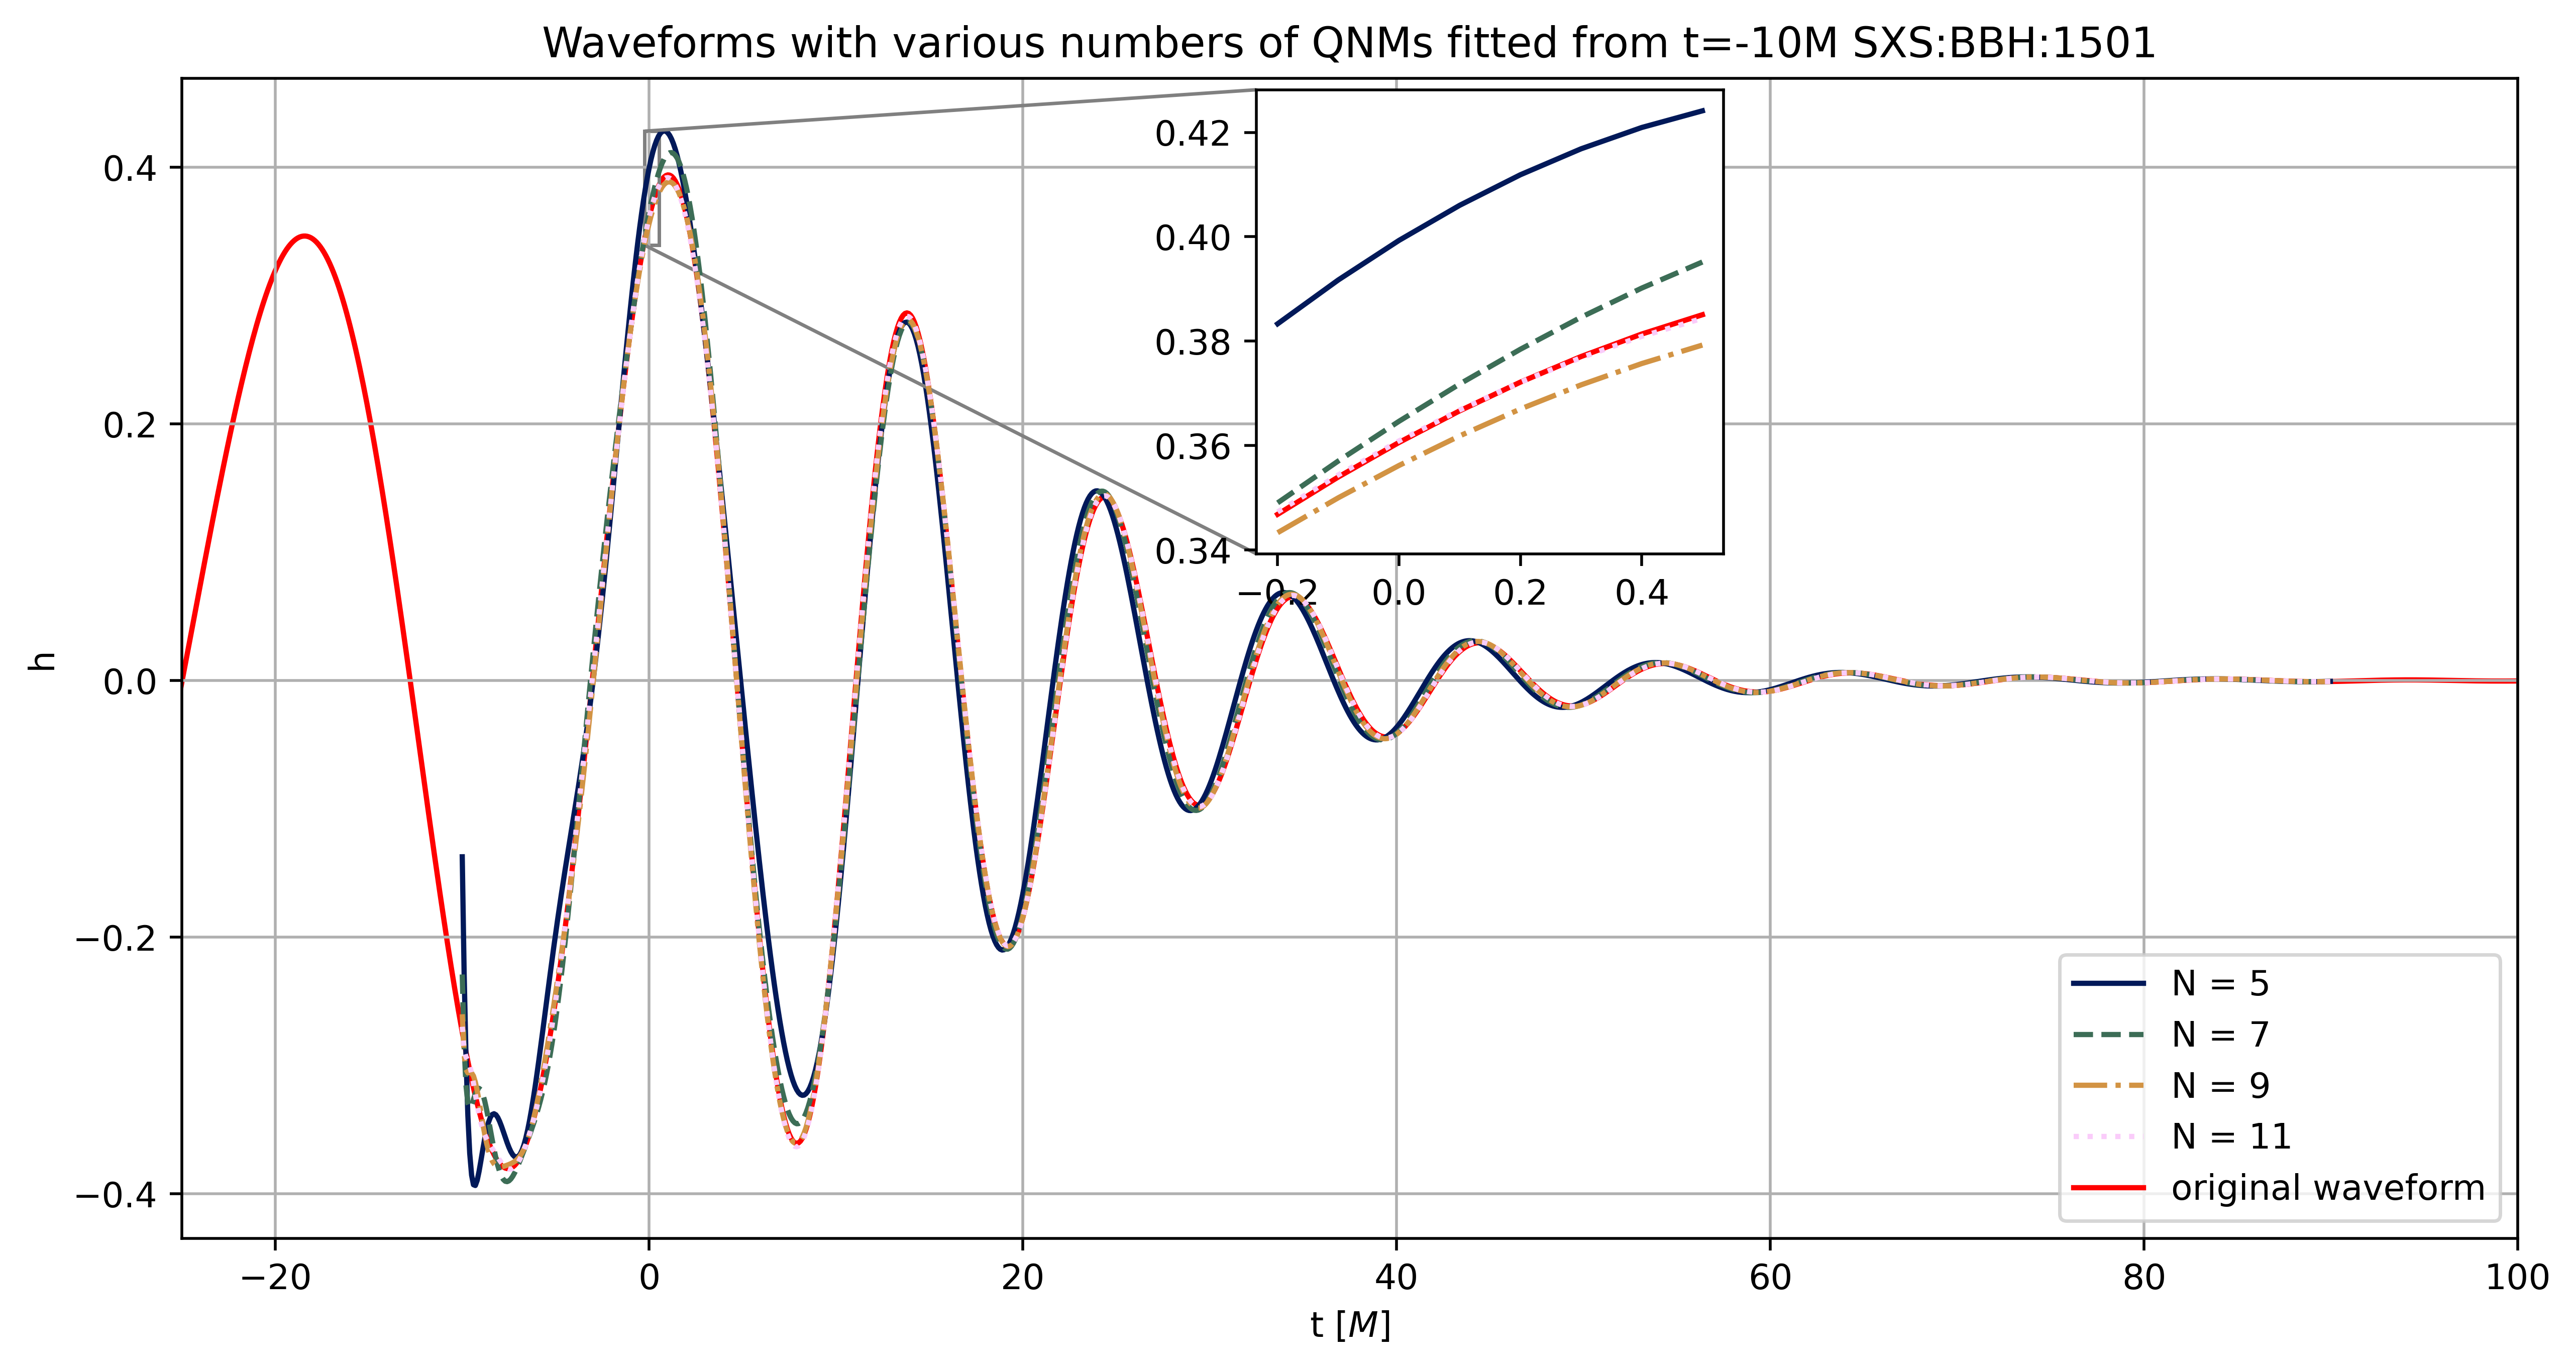 Waveforms with various numbers of QNMs fitted from t=-10M SXS:BBH:1501
h
0.4
0.2
0.0
−0.2
−0.4
0.42
0.40
0.38
0.36
0.34
−0.2 0.0 0.2 0.4
N = 5
N = 7
N = 9
N = 11
original waveform
−20 0 20 40 60 80 100
t [M]